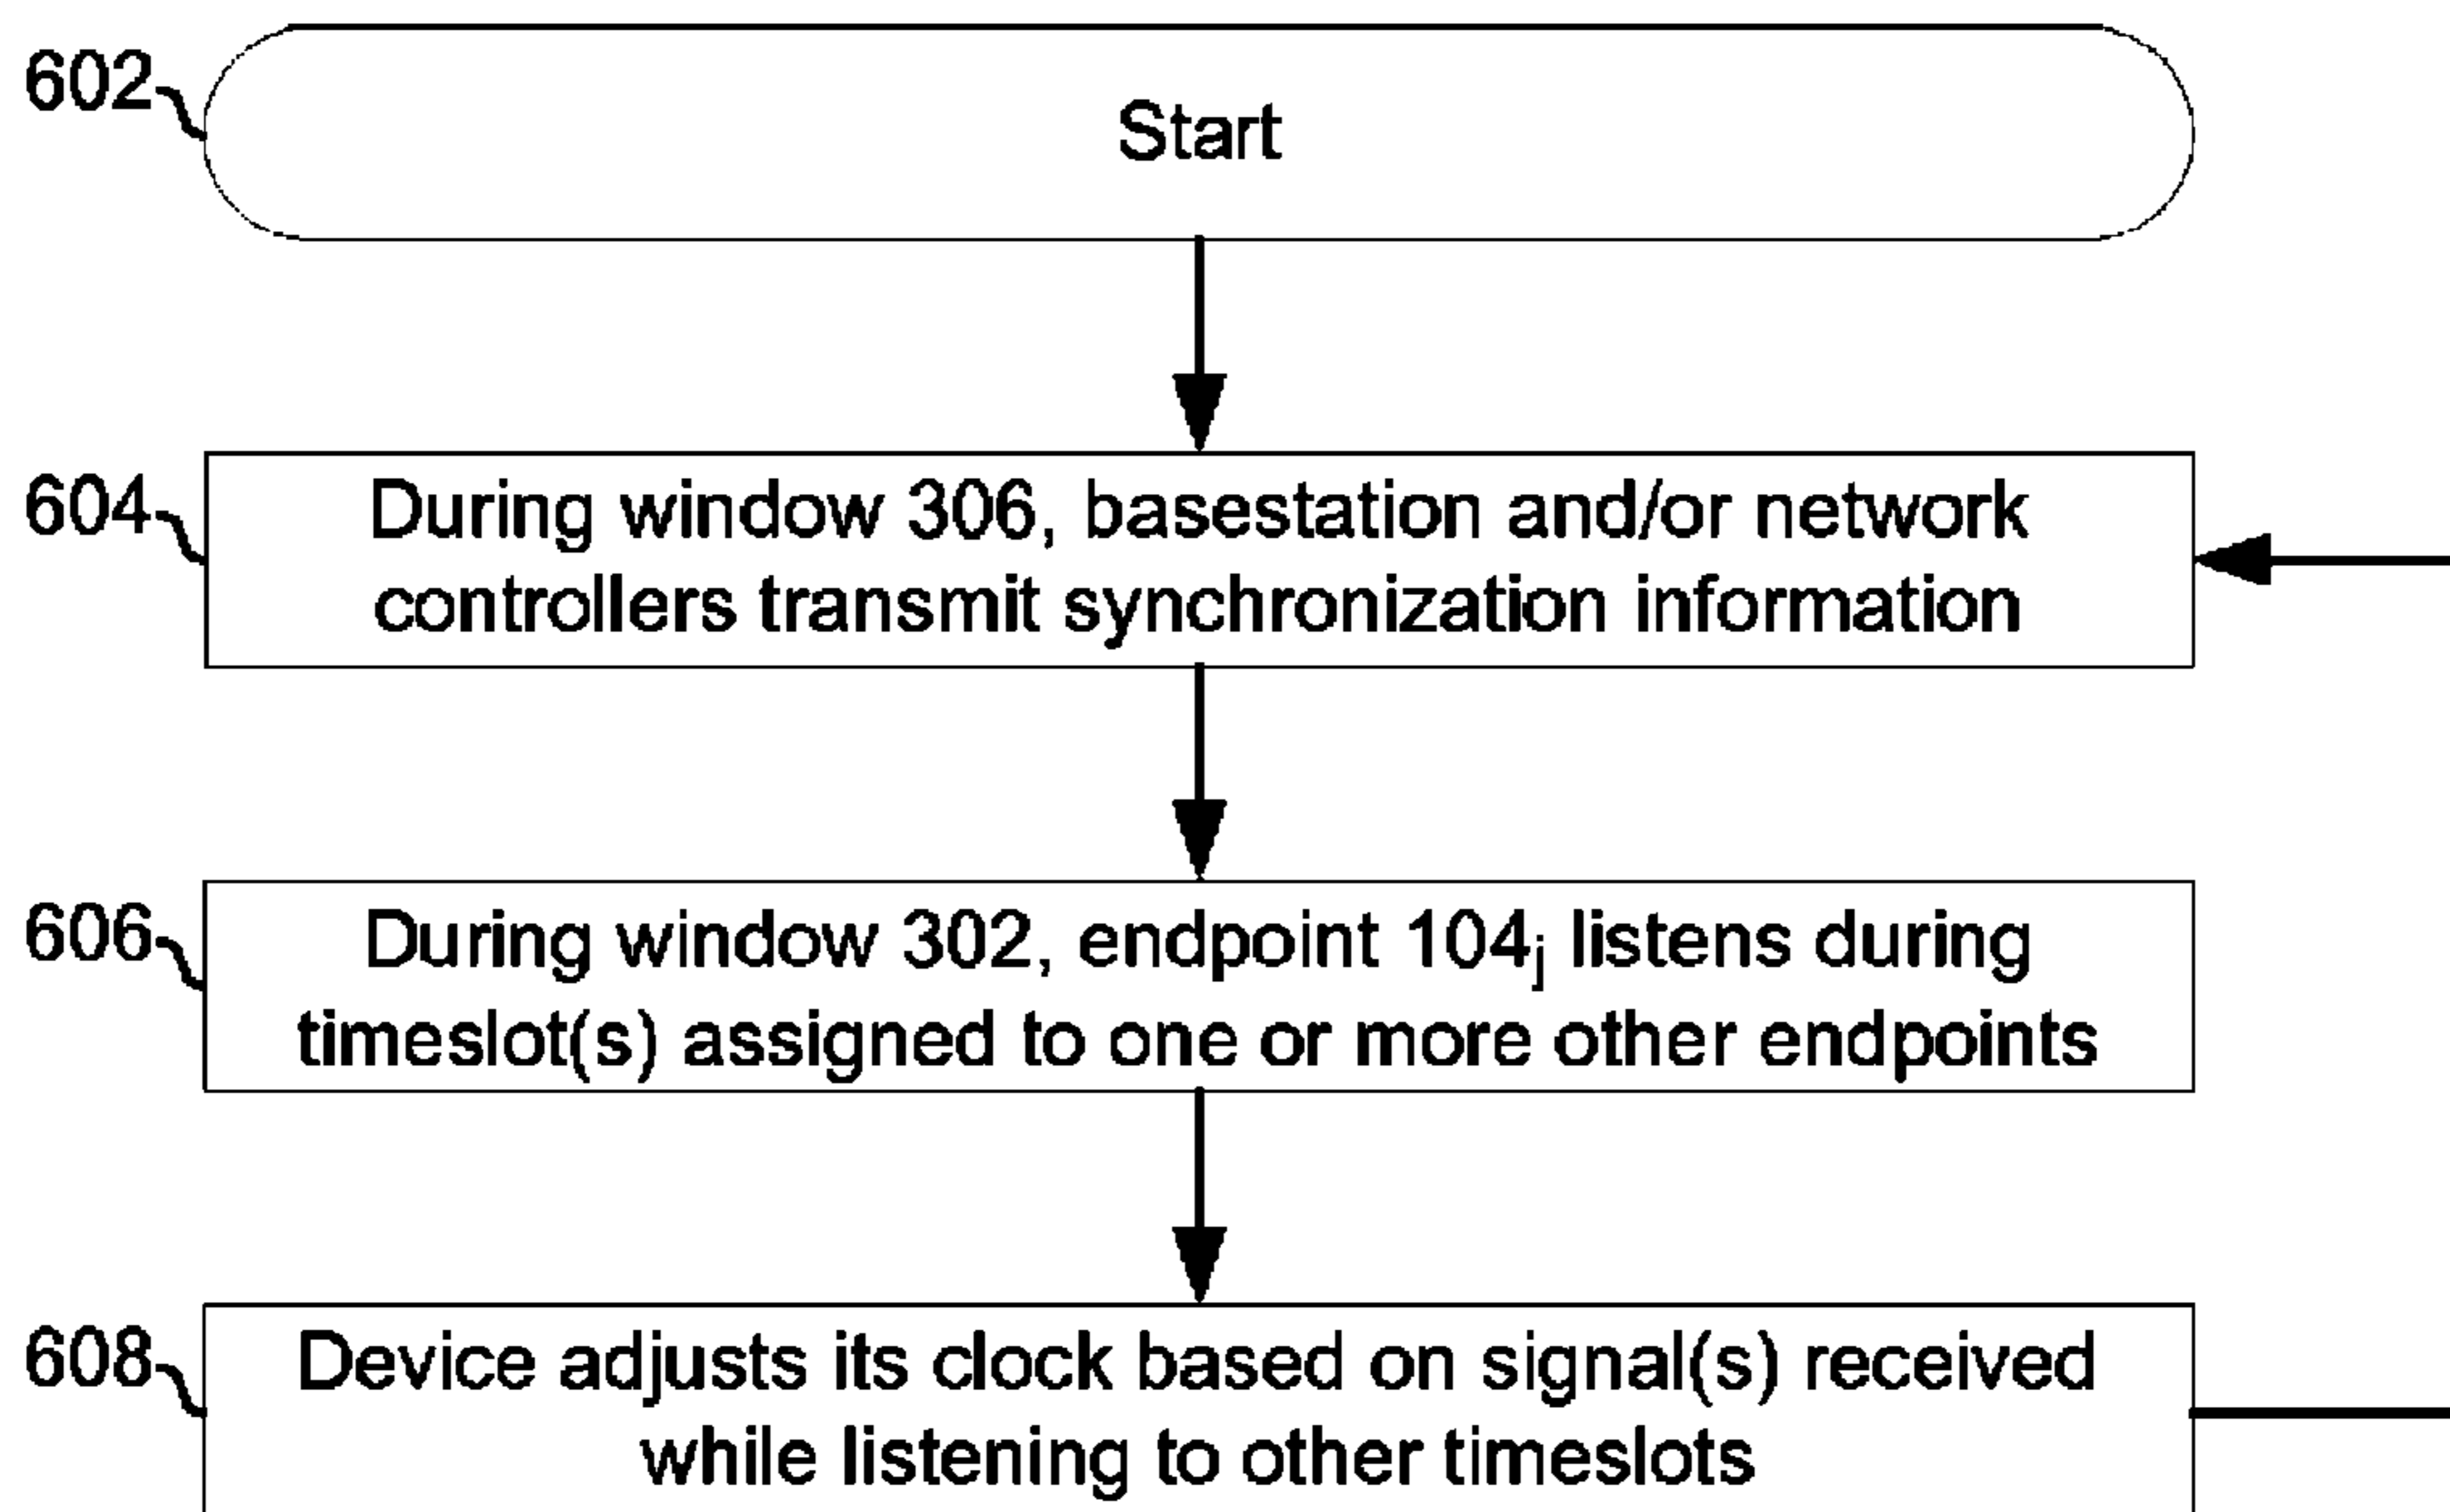 602
Start
604
During window 306, basestation and/or network
controllers transmit synchronization information
606
During window 302, endpoint 104j listens during
timeslot(s) assigned to one or more other endpoints
608
Device adjusts its clock based on signal(s) received
while listening to other timeslots